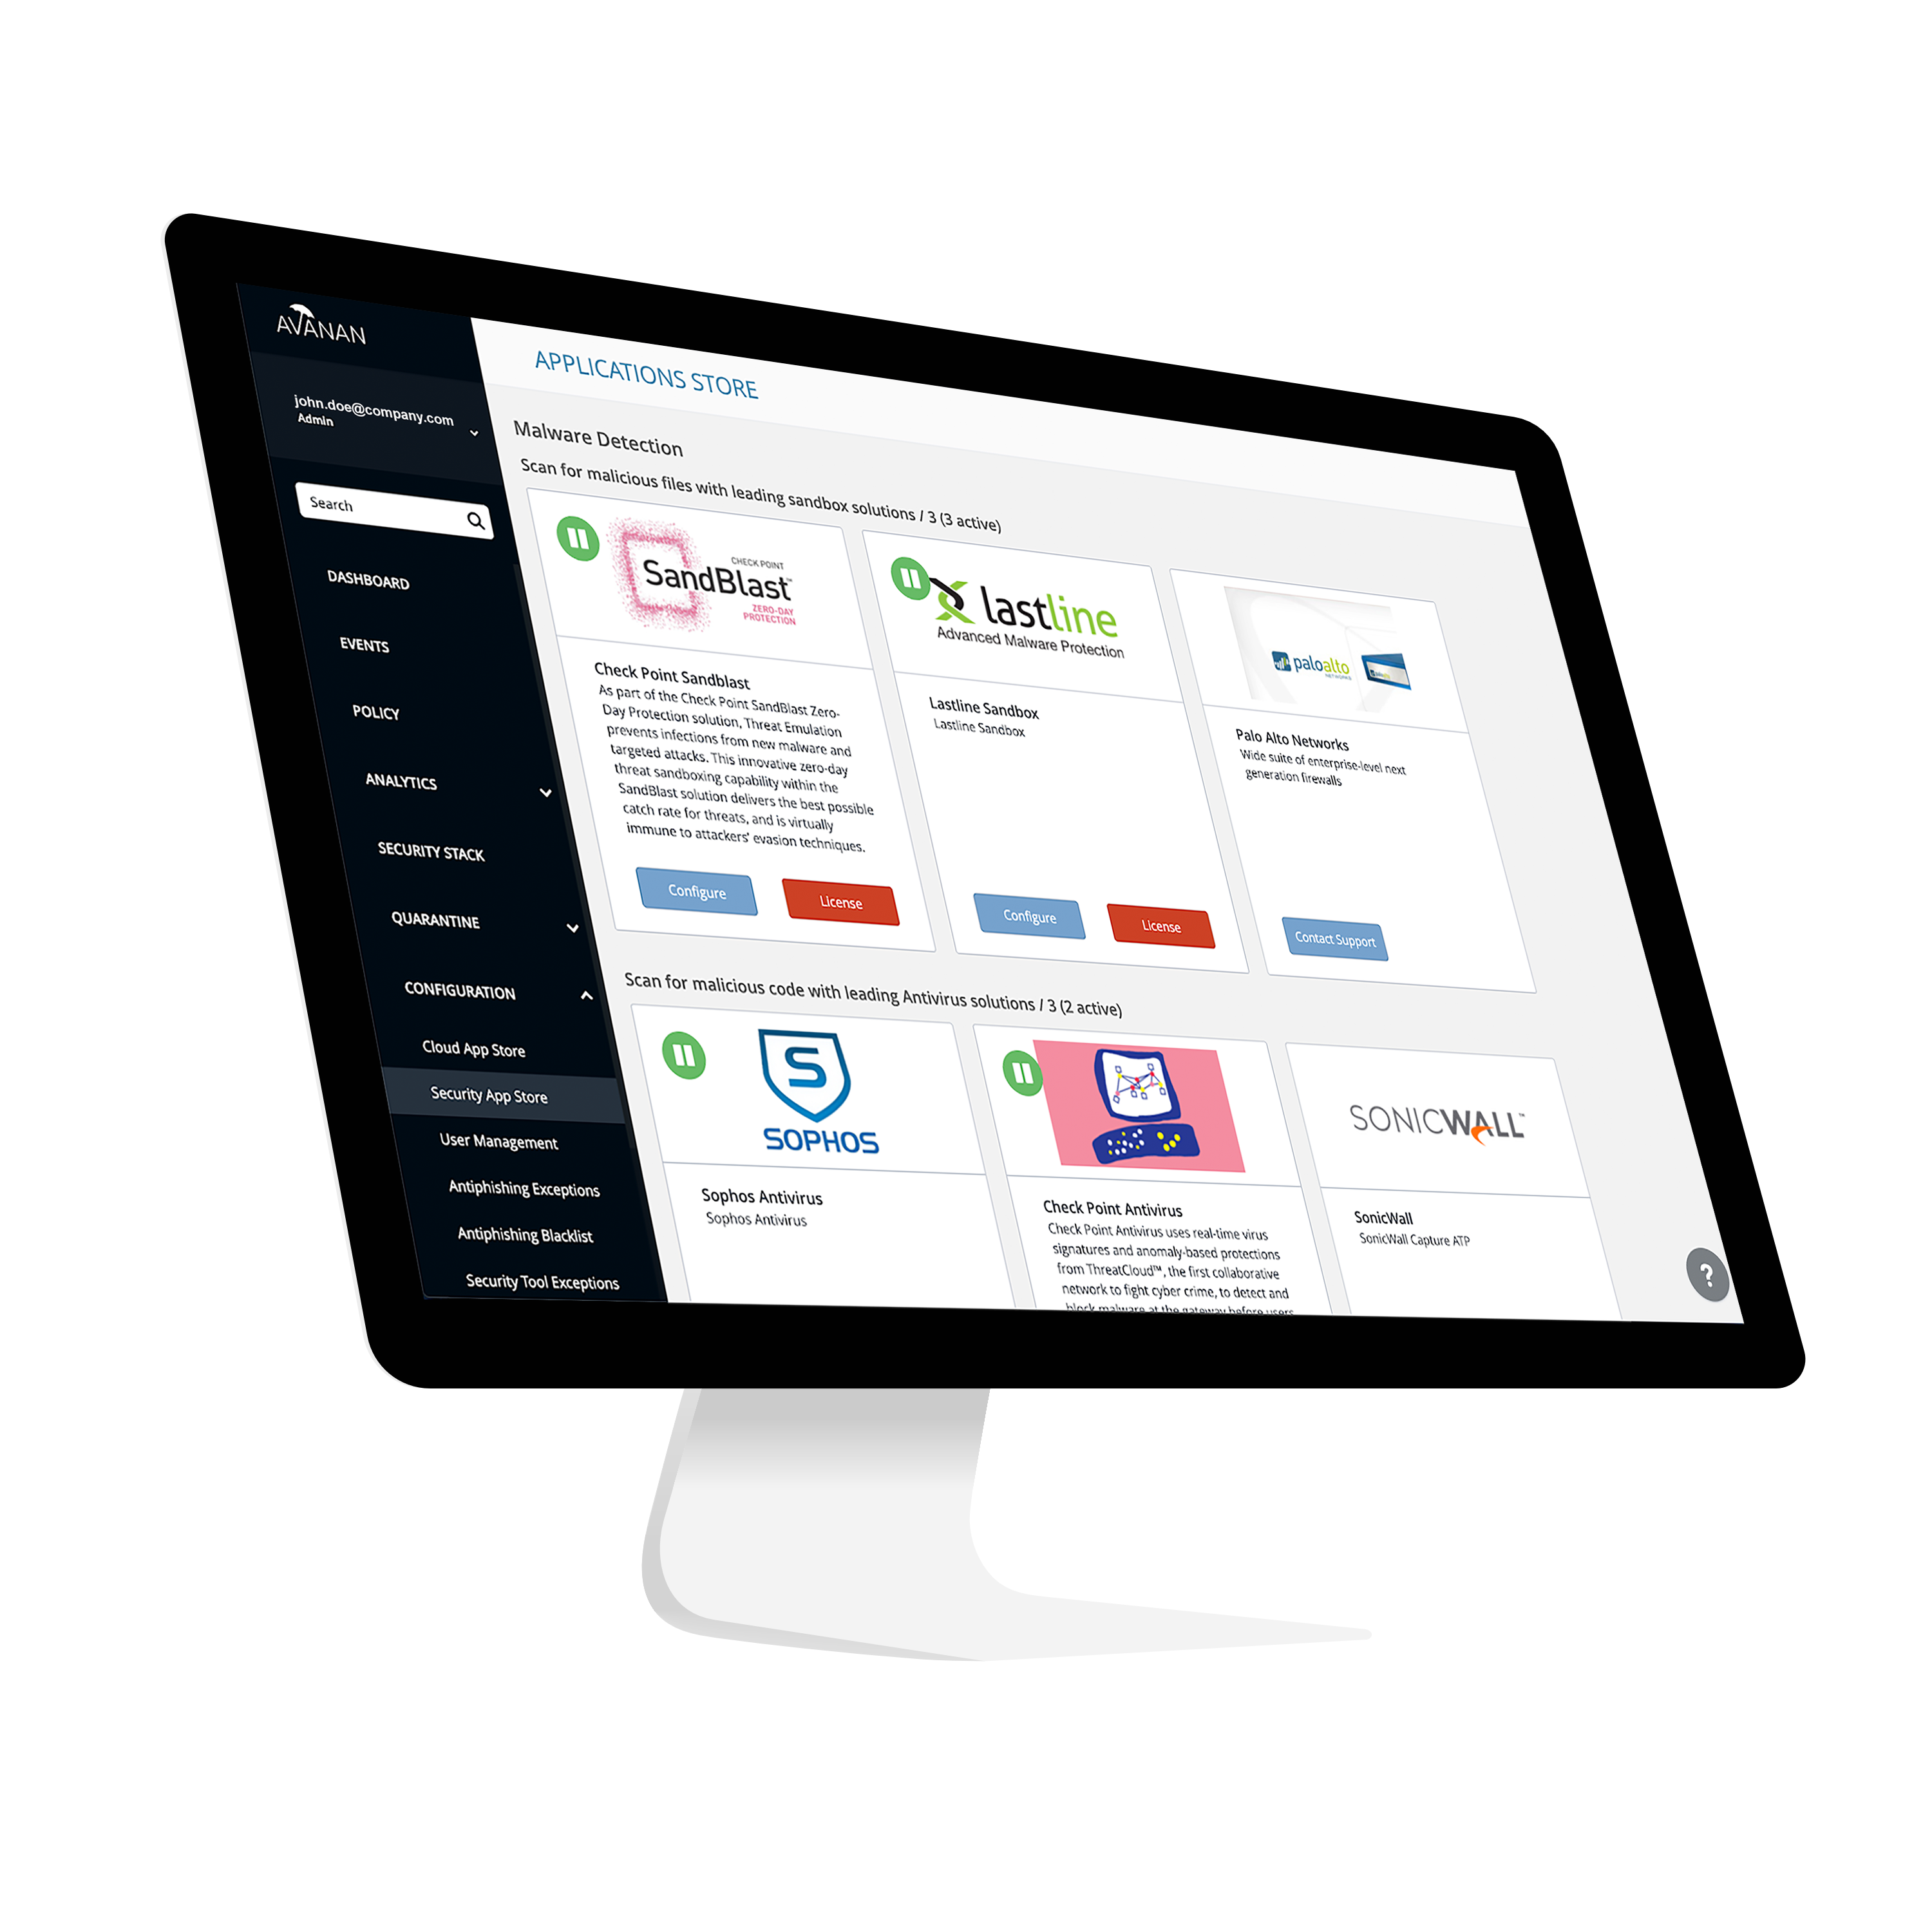 AVANAN
john.doe@company.com
Admin
Search
DASHBOARD
EVENTS
POLICY
ANALYTICS
SECURITY STACK
QUARANTINE
CONFIGURATION
Cloud App Store
Security App Store
User Management
Antiphishing Exceptions
Antiphishing Blacklist
Security Tool Exceptions
APPLICATIONS STORE
Malware Detection
Scan for malicious files with leading sandbox solutions / 3 (3 active)
CHECK POINT
SandBlast™
ZERO-DAY
PROTECTION
Check Point Sandblast
As part of the Check Point SandBlast Zero-
Day Protection solution, Threat Emulation
prevents infections from new malware and
targeted attacks. This innovative zero-day
threat sandboxing capability within the
SandBlast solution delivers the best possible
catch rate for threats, and is virtually
immune to attackers' evasion techniques.
Configure
License
lastline
Advanced Malware Protection
Lastline Sandbox
Lastline Sandbox
Configure
License
paloalto
NETWORKS
Palo Alto Networks
Wide suite of enterprise-level next
generation firewalls
Contact Support
Scan for malicious code with leading Antivirus solutions / 3 (2 active)
S
SOPHOS
Sophos Antivirus
Sophos Antivirus
Check Point Antivirus
Check Point Antivirus uses real-time virus
signatures and anomaly-based protections
from ThreatCloud™, the first collaborative
network to fight cyber crime, to detect and
block malware at the gateway before users
SONICWALL™
SonicWall
SonicWall Capture ATP
?